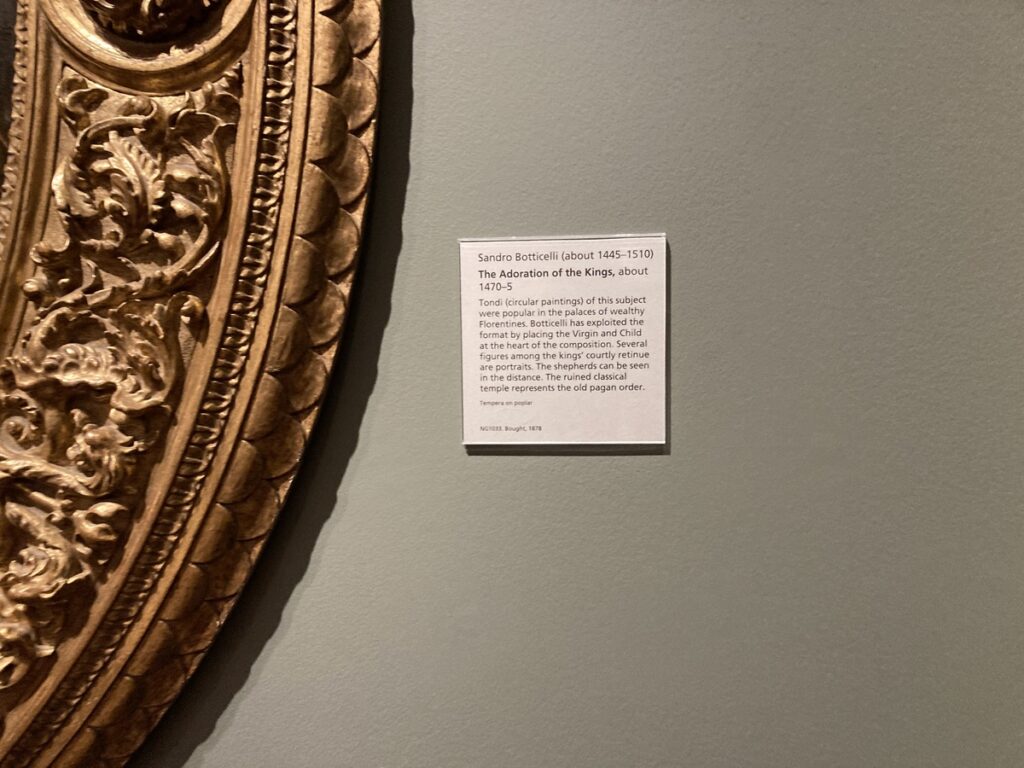 Sandro Botticelli (about 1445–1510)
The Adoration of the Kings, about
1470–5
Tondi (circular paintings) of this subject
were popular in the palaces of wealthy
Florentines. Botticelli has exploited the
format by placing the Virgin and Child
at the heart of the composition. Several
figures among the kings' courtly retinue
are portraits. The shepherds can be seen
in the distance. The ruined classical
temple represents the old pagan order.
Tempera on poplar
NG1033. Bought, 1878